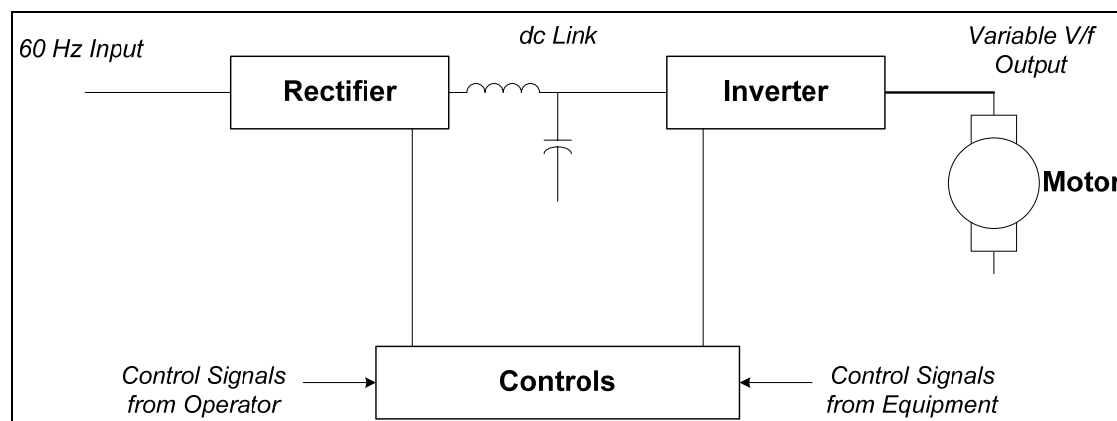 60 Hz Input
dc Link
Variable V/f
Output
Rectifier
Inverter
Motor
Control Signals
from Operator
Controls
Control Signals
from Equipment